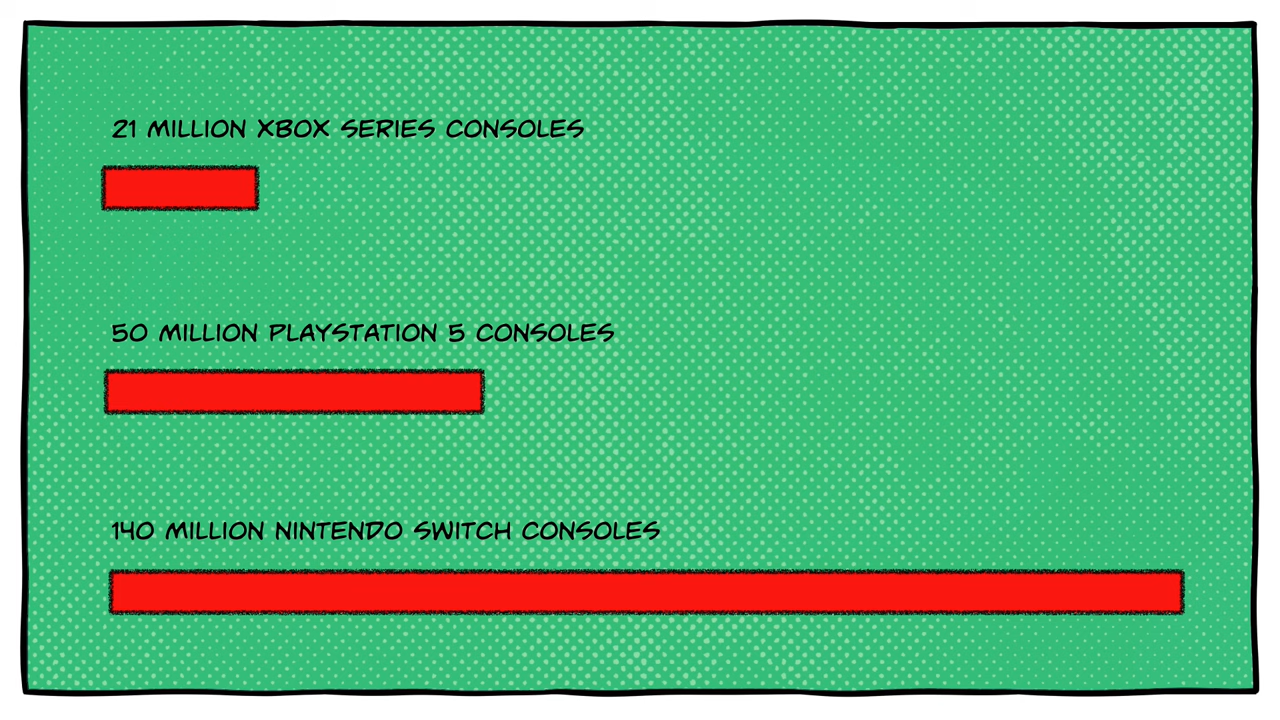 21 MILLION XBOX SERIES CONSOLES
50 MILLION PLAYSTATION 5 CONSOLES
140 MILLION NINTENDO SWITCH CONSOLES